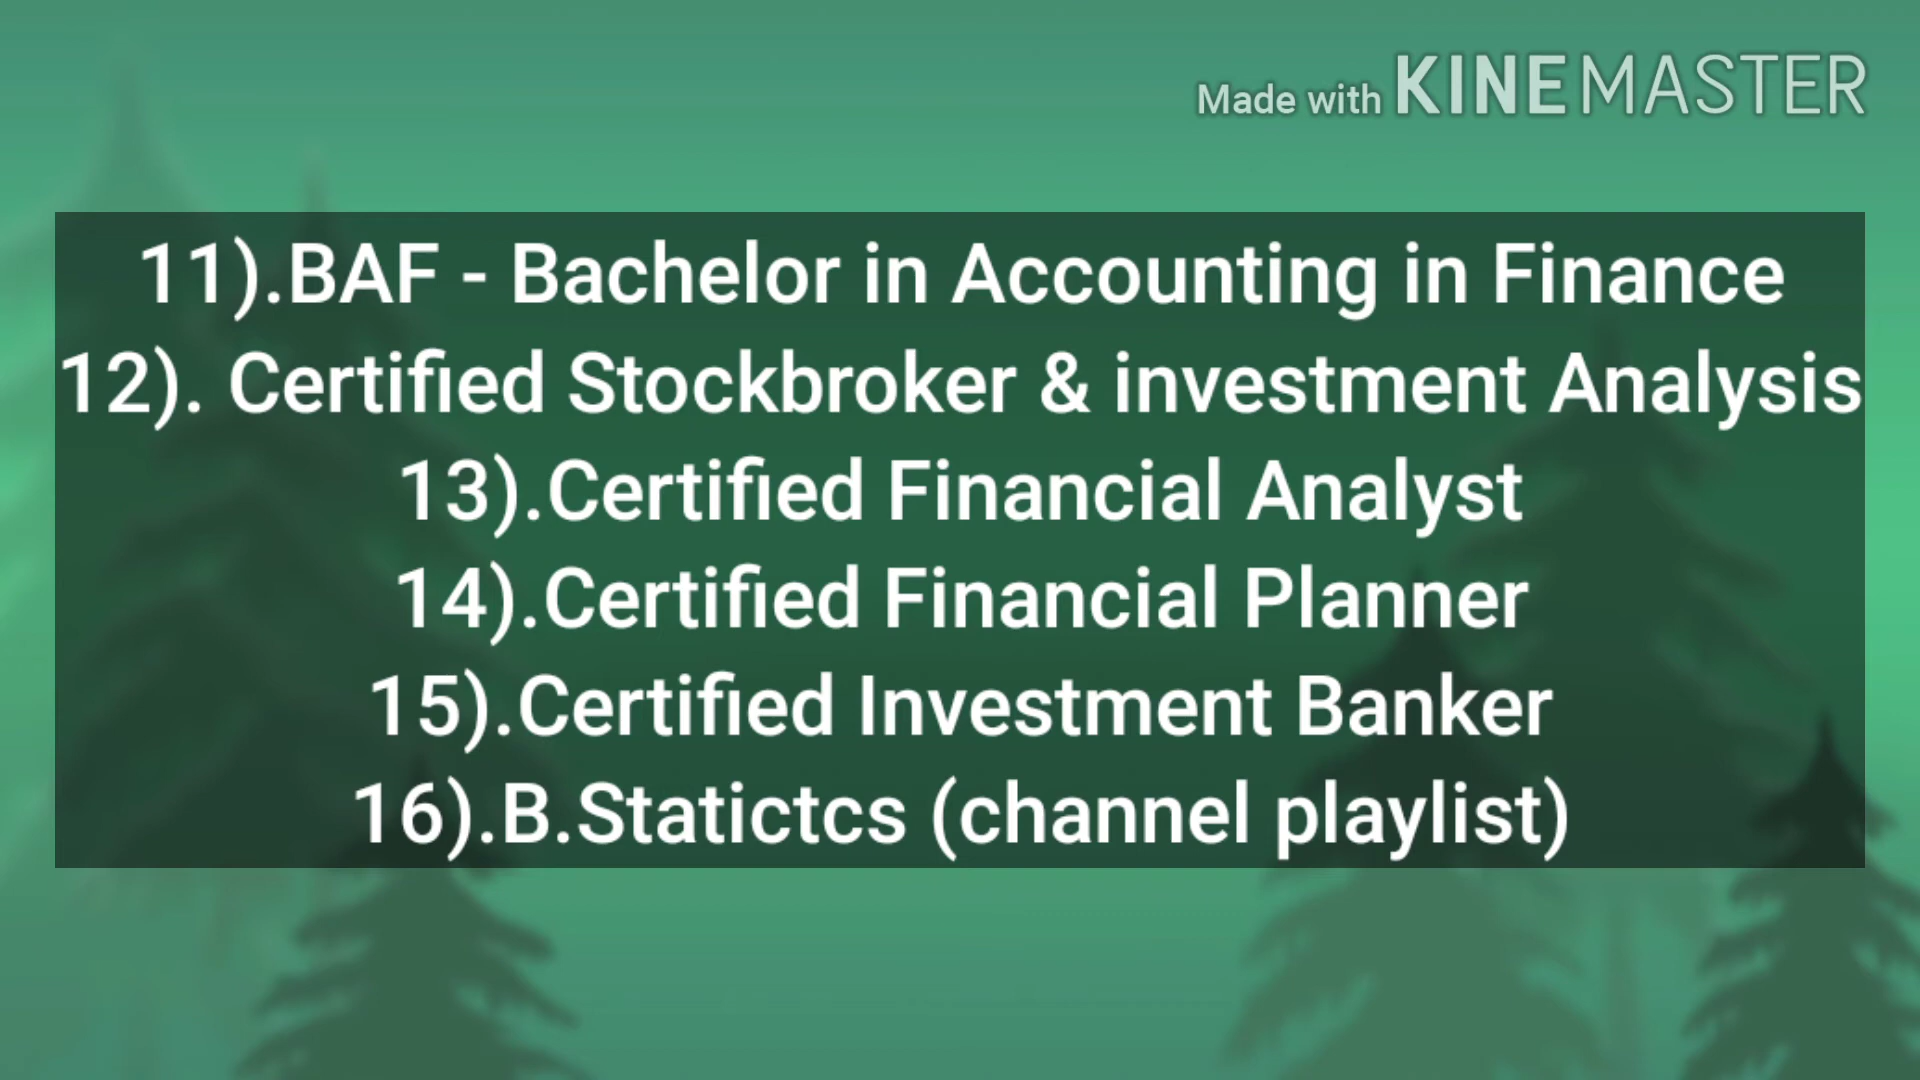 Made with KINEMASTER
11).BAF - Bachelor in Accounting in Finance
12). Certified Stockbroker & investment Analysis
13).Certified Financial Analyst
14).Certified Financial Planner
15).Certified Investment Banker
16).B.Statictcs (channel playlist)